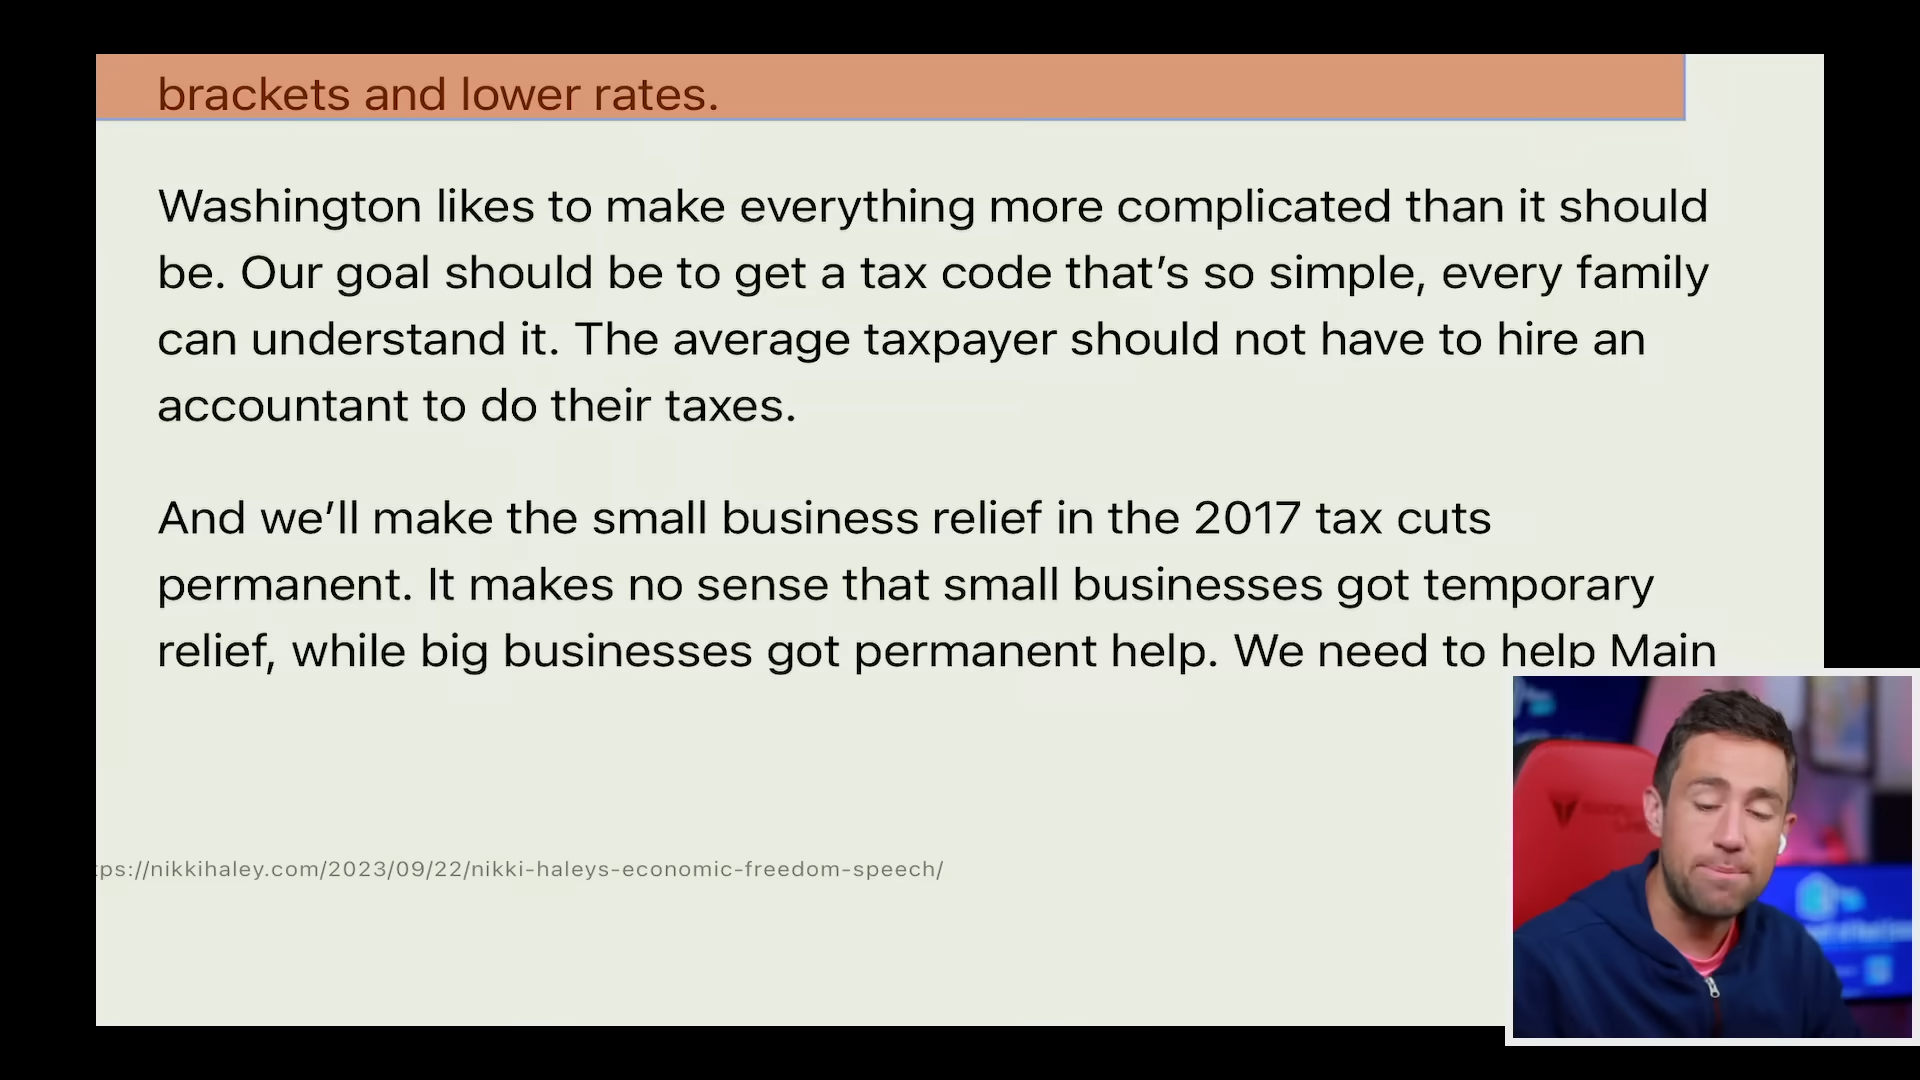 brackets and lower rates.
Washington likes to make everything more complicated than it should
be. Our goal should be to get a tax code that’s so simple, every family
can understand it. The average taxpayer should not have to hire an
accountant to do their taxes.
And we’ll make the small business relief in the 2017 tax cuts
permanent. It makes no sense that small businesses got temporary
relief, while big businesses got permanent help. We need to help Main
tps://nikkihaley.com/2023/09/22/nikki-haleys-economic-freedom-speech/